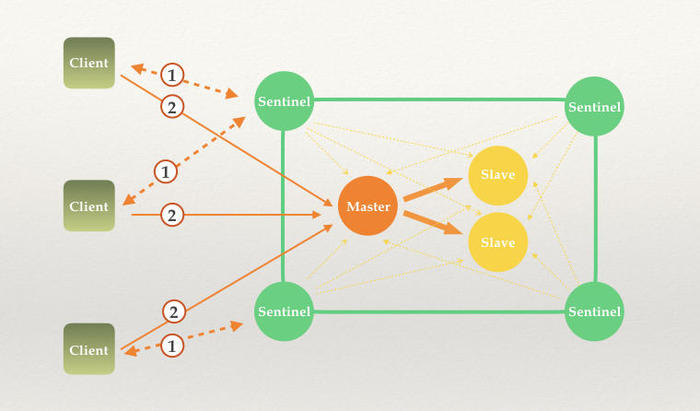 Client
1
2
Sentinel
Sentinel
1
Slave
Client
2
Master
Slave
2
Sentinel
Sentinel
Client
1